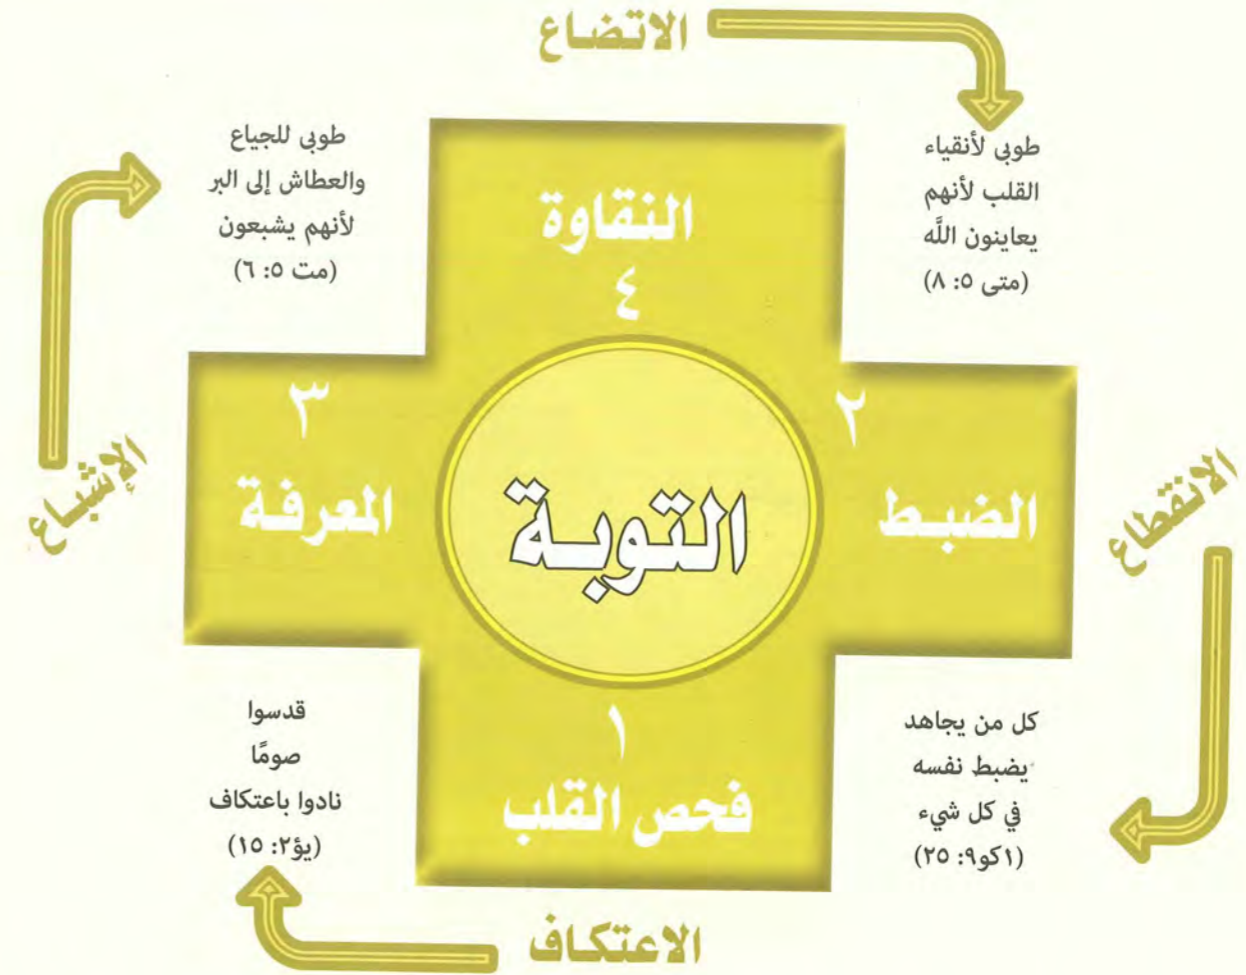 الاتضاع
طوبى لأنقياء
القلب لأنهم
يعاينون اللَّه
(متى ٥: ٨)
طوبى للجياع
والعطاش إلى البر
لأنهم يشبعون
(مت ٥: ٦)
النقاوة
٤
٢
الضبط
الانقطاع
التوبة
٣
المعرفة
الإشباع
١
فحص القلب
كل من يجاهد
يضبط نفسه
في كل شيء
(١كو٩: ٢٥)
قدسوا
صومًا
نادوا باعتكاف
(يؤ٢: ١٥)
الاعتكاف